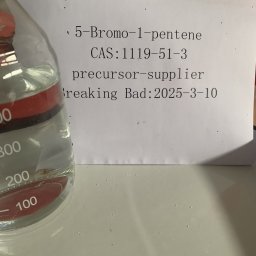 5-Bromo-1-pentene
CAS:1119-51-3
precursor-supplier
Breaking Bad:2025-3-10
300
200
100